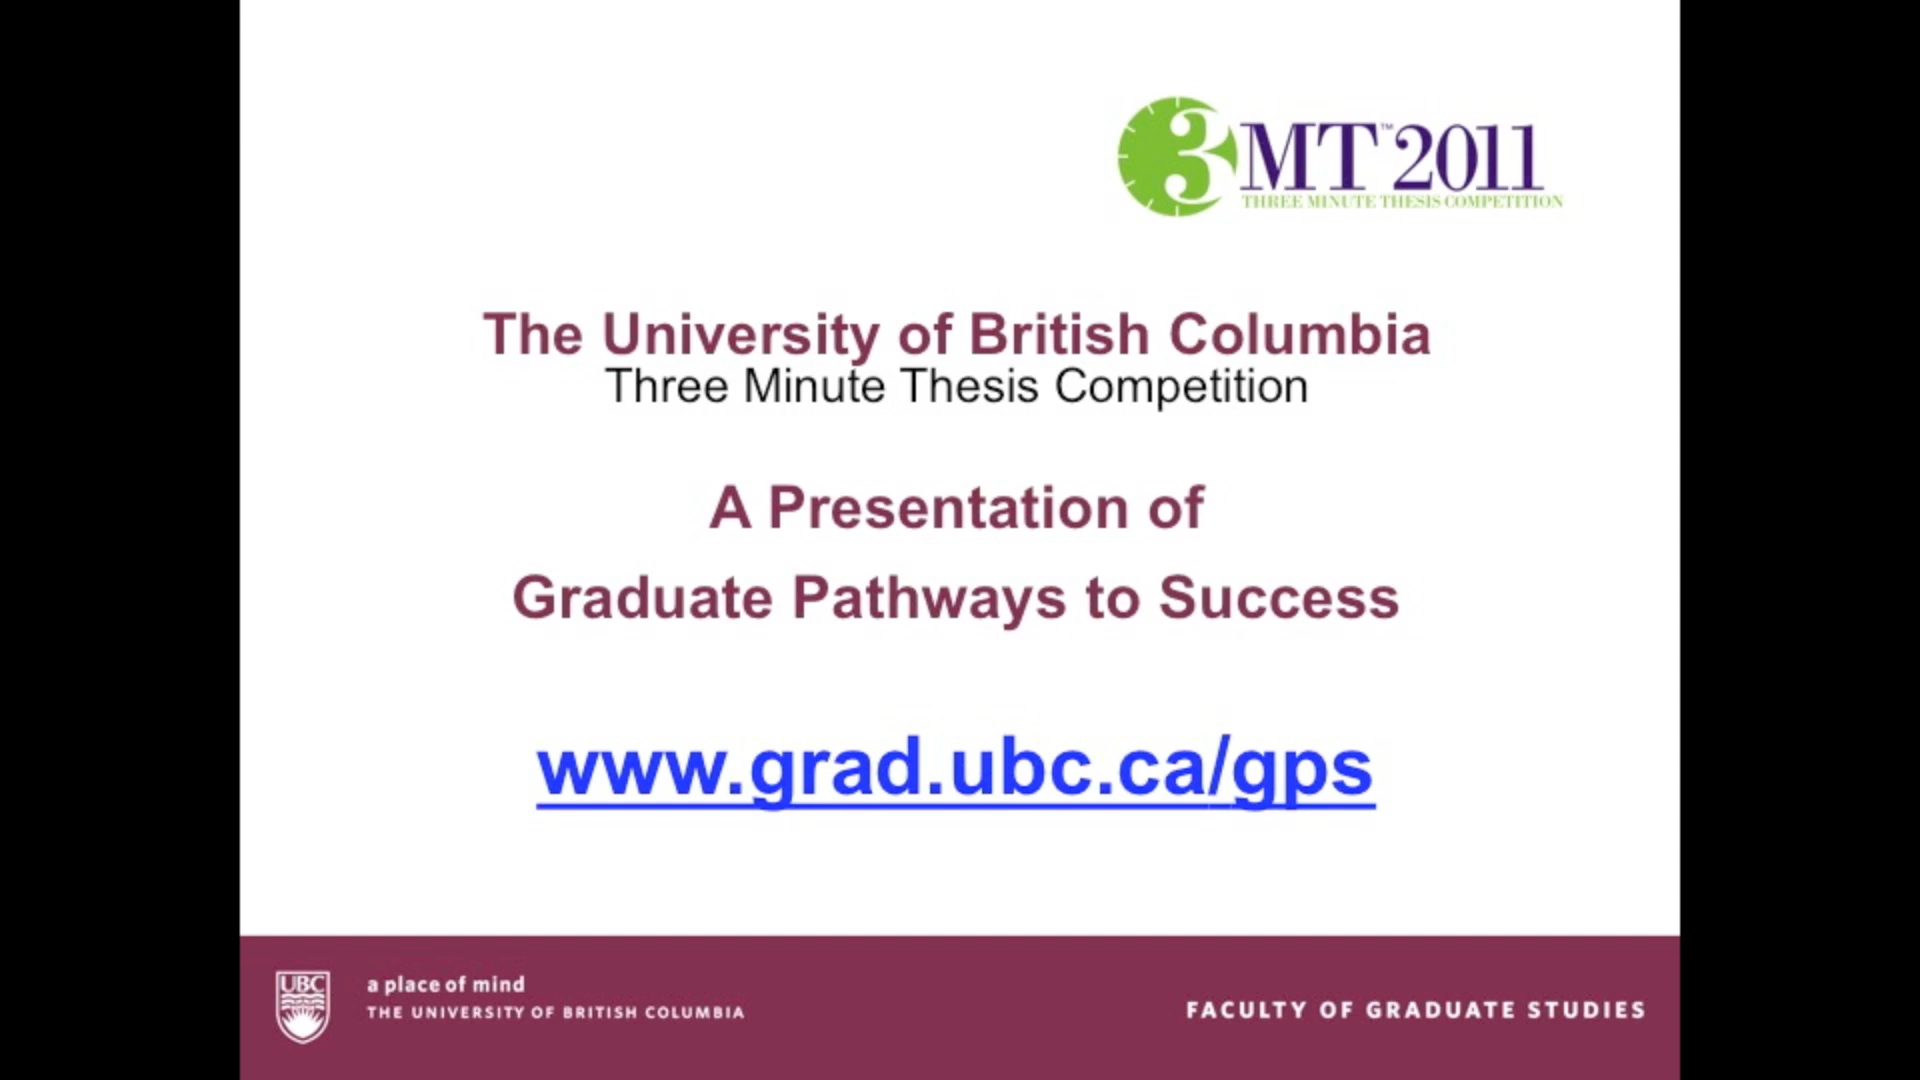 3MT™2011
THREE MINUTE THESIS COMPETITION
The University of British Columbia
Three Minute Thesis Competition
A Presentation of
Graduate Pathways to Success
www.grad.ubc.ca/gps
UBC
a place of mind
THE UNIVERSITY OF BRITISH COLUMBIA
FACULTY OF GRADUATE STUDIES